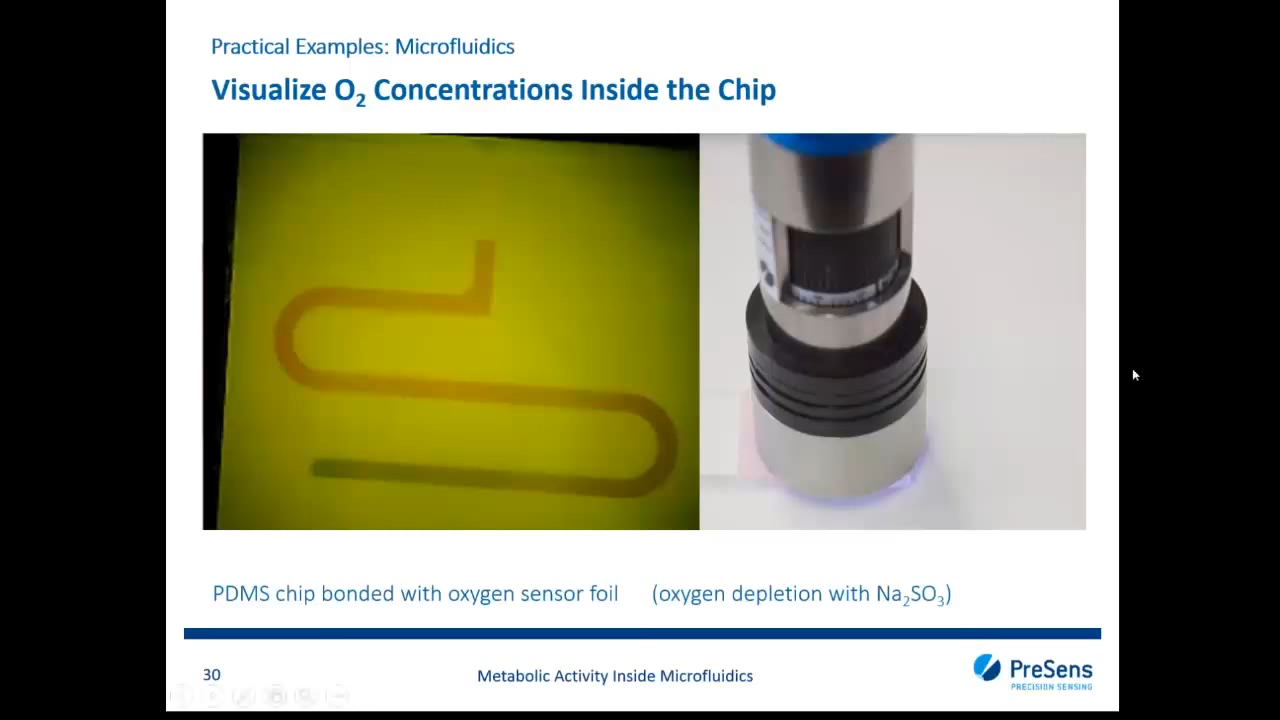 Practical Examples: Microfluidics
Visualize O₂ Concentrations Inside the Chip
PDMS chip bonded with oxygen sensor foil (oxygen depletion with Na₂SO₃)
30
Metabolic Activity Inside Microfluidics
PreSens
PRECISION SENSING